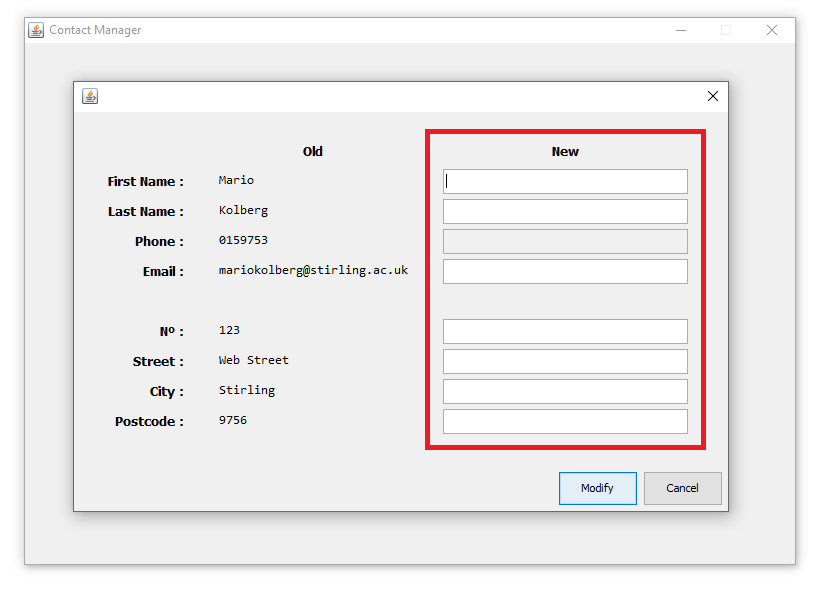 Contact Manager
Old New
First Name : Mario
Last Name : Kolberg
Phone : 0159753
Email : mariokolberg@stirling.ac.uk
Nº : 123
Street : Web Street
City : Stirling
Postcode : 9756
Modify Cancel